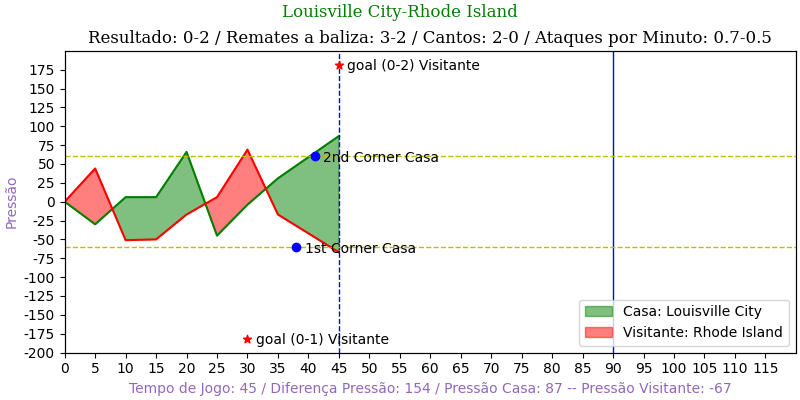 Louisville City-Rhode Island
Resultado: 0-2 / Remates a baliza: 3-2 / Cantos: 2-0 / Ataques por Minuto: 0.7-0.5
Pressão
175
150
125
100
75
50
25
0
-25
-50
-75
-100
-125
-150
-175
-200
goal (0-2) Visitante
2nd Corner Casa
1st Corner Casa
goal (0-1) Visitante
Casa: Louisville City
Visitante: Rhode Island
0 5 10 15 20 25 30 35 40 45 50 55 60 65 70 75 80 85 90 95 100 105 110 115
Tempo de Jogo: 45 / Diferença Pressão: 154 / Pressão Casa: 87 -- Pressão Visitante: -67